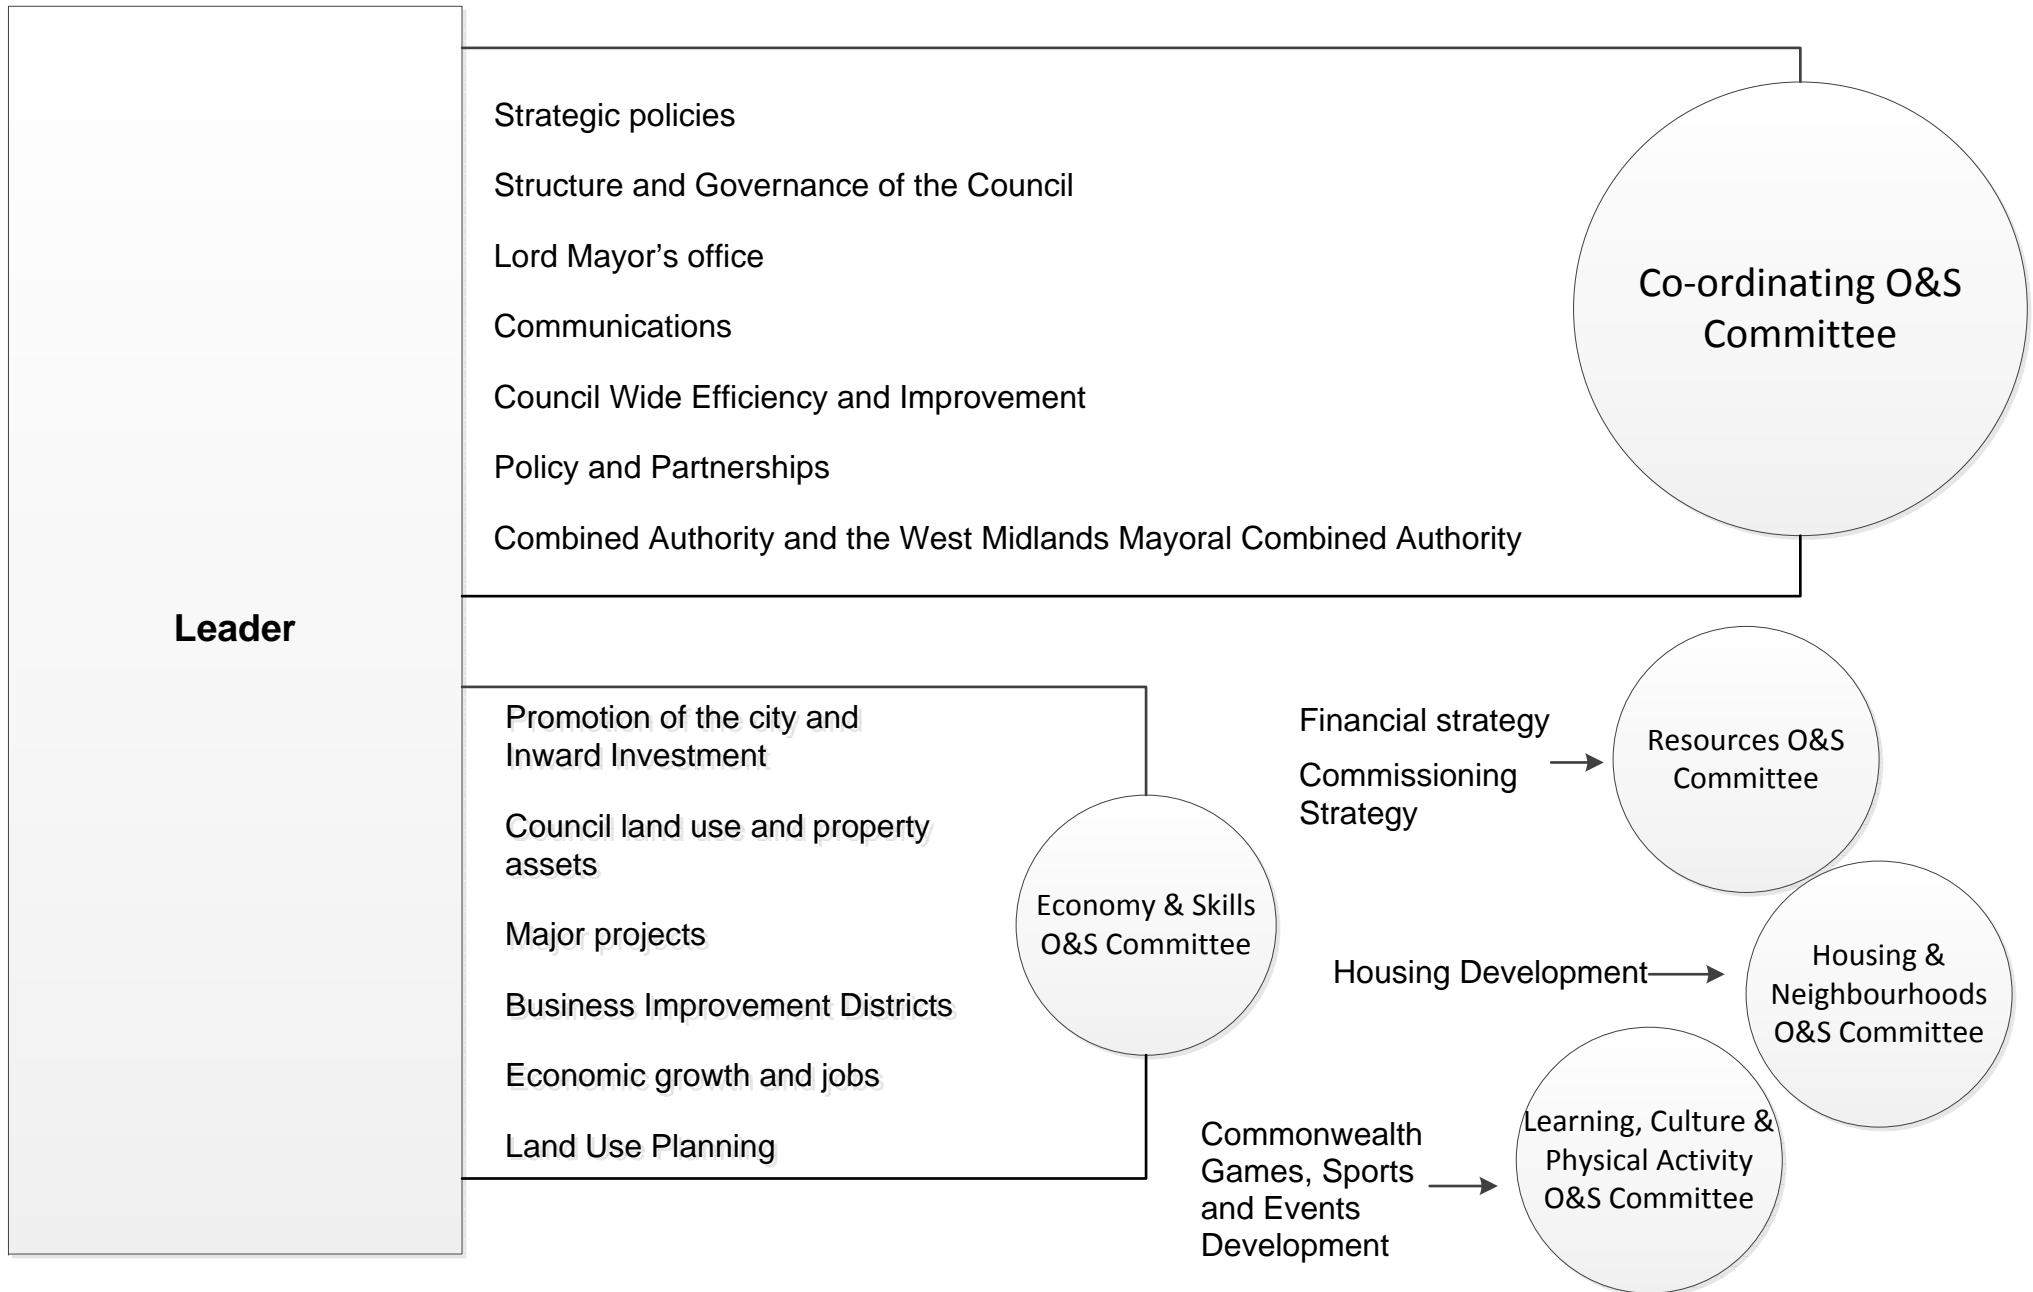 Leader
Strategic policies
Structure and Governance of the Council
Lord Mayor’s office
Communications
Council Wide Efficiency and Improvement
Policy and Partnerships
Combined Authority and the West Midlands Mayoral Combined Authority
Co-ordinating O&S
Committee
Promotion of the city and
Inward Investment
Council land use and property
assets
Major projects
Business Improvement Districts
Economic growth and jobs
Land Use Planning
Economy & Skills
O&S Committee
Financial strategy
Commissioning
Strategy
Resources O&S
Committee
Housing Development
Housing &
Neighbourhoods
O&S Committee
Commonwealth
Games, Sports
and Events
Development
Learning, Culture &
Physical Activity
O&S Committee